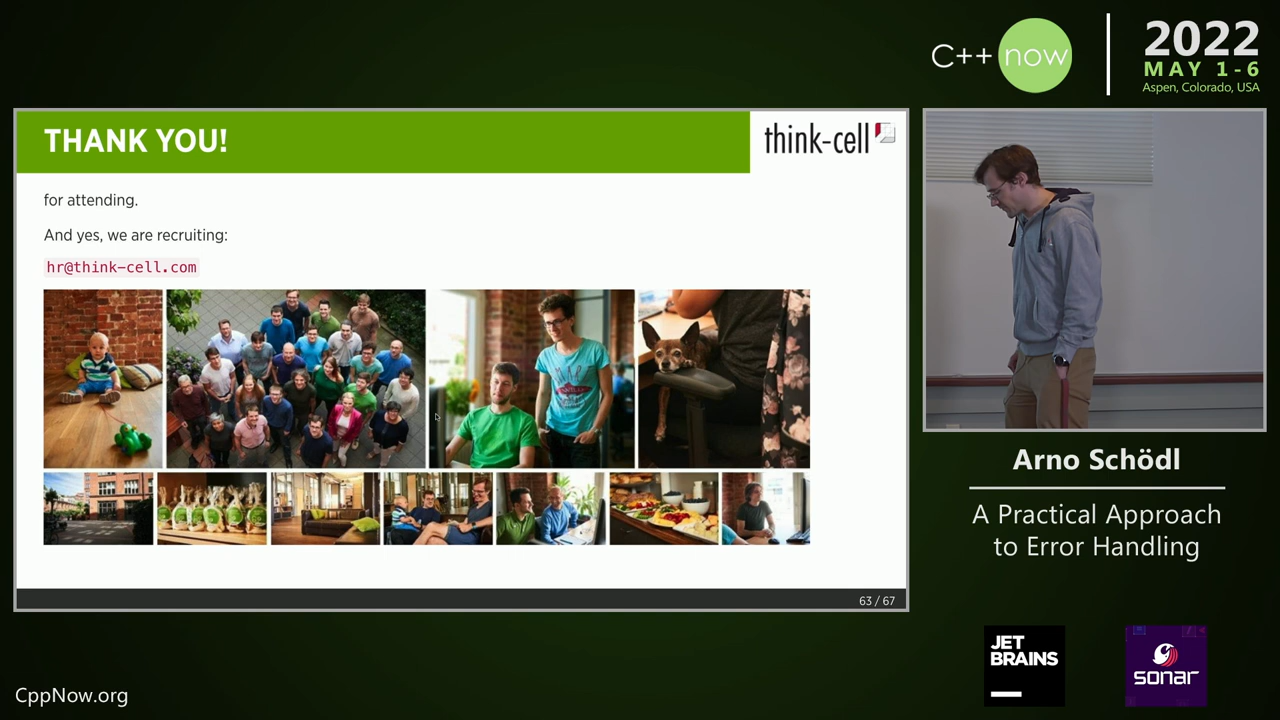 C++ now
2022
MAY 1-6
Aspen, Colorado, USA
THANK YOU!
think-cell
for attending.
And yes, we are recruiting:
hr@think-cell.com
63 / 67
Arno Schödl
A Practical Approach
to Error Handling
JET
BRAINS
sonar
CppNow.org